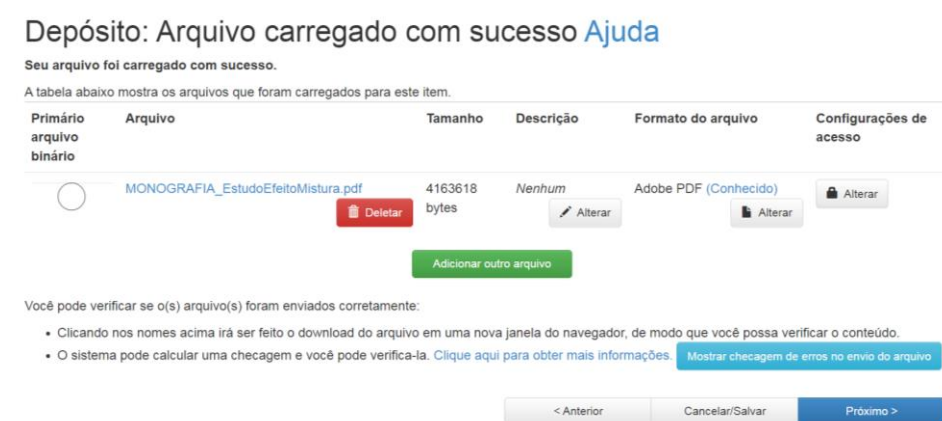 Depósito: Arquivo carregado com sucesso Ajuda
Seu arquivo foi carregado com sucesso.
A tabela abaixo mostra os arquivos que foram carregados para este item.
Primário arquivo binário
Arquivo
Tamanho
Descrição
Formato do arquivo
Configurações de acesso
MONOGRAFIA_EstudoEfeitoMistura.pdf
Deletar
4163618 bytes
Nenhum
Alterar
Adobe PDF (Conhecido)
Alterar
Alterar
Adicionar outro arquivo
Você pode verificar se o(s) arquivo(s) foram enviados corretamente:
• Clicando nos nomes acima irá ser feito o download do arquivo em uma nova janela do navegador, de modo que você possa verificar o conteúdo.
• O sistema pode calcular uma checagem e você pode verifica-la. Clique aqui para obter mais informações. Mostrar checagem de erros no envio do arquivo
< Anterior
Cancelar/Salvar
Próximo >